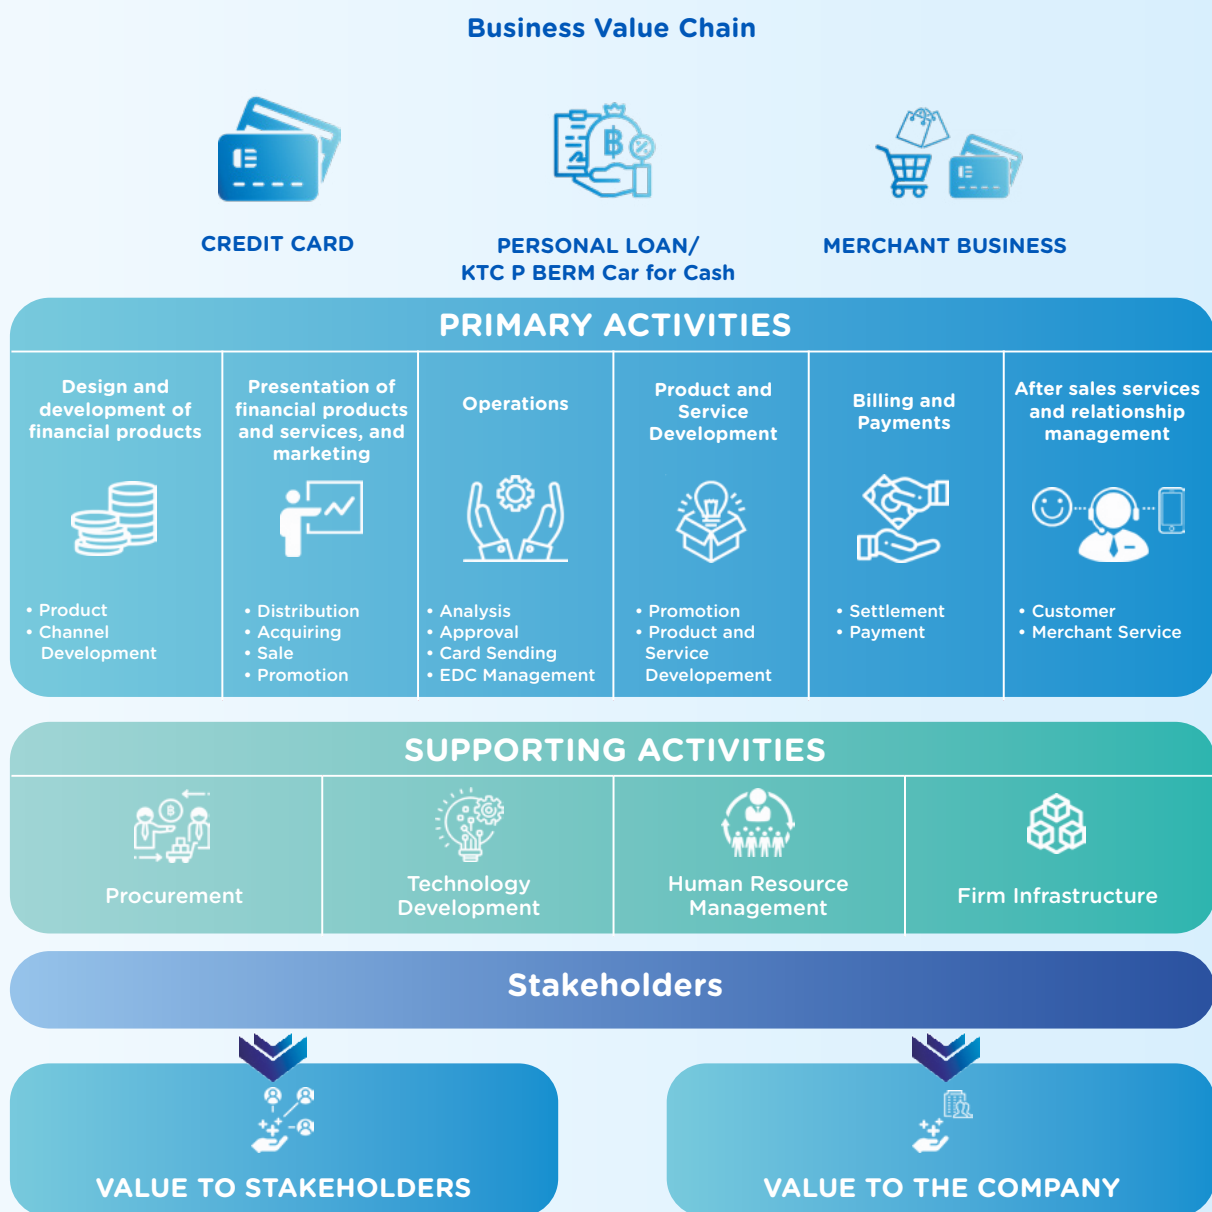 Business Value Chain
CREDIT CARD
PERSONAL LOAN/
KTC P BERM Car for Cash
MERCHANT BUSINESS
PRIMARY ACTIVITIES
Design and
development of
financial products
• Product
• Channel
Development
Presentation of
financial products
and services, and
marketing
• Distribution
• Acquiring
• Sale
• Promotion
Operations
• Analysis
• Approval
• Card Sending
• EDC Management
Product and
Service
Development
• Promotion
• Product and
Service
Developement
Billing and
Payments
• Settlement
• Payment
After sales services
and relationship
management
• Customer
• Merchant Service
SUPPORTING ACTIVITIES
Procurement
Technology
Development
Human Resource
Management
Firm Infrastructure
Stakeholders
VALUE TO STAKEHOLDERS
VALUE TO THE COMPANY